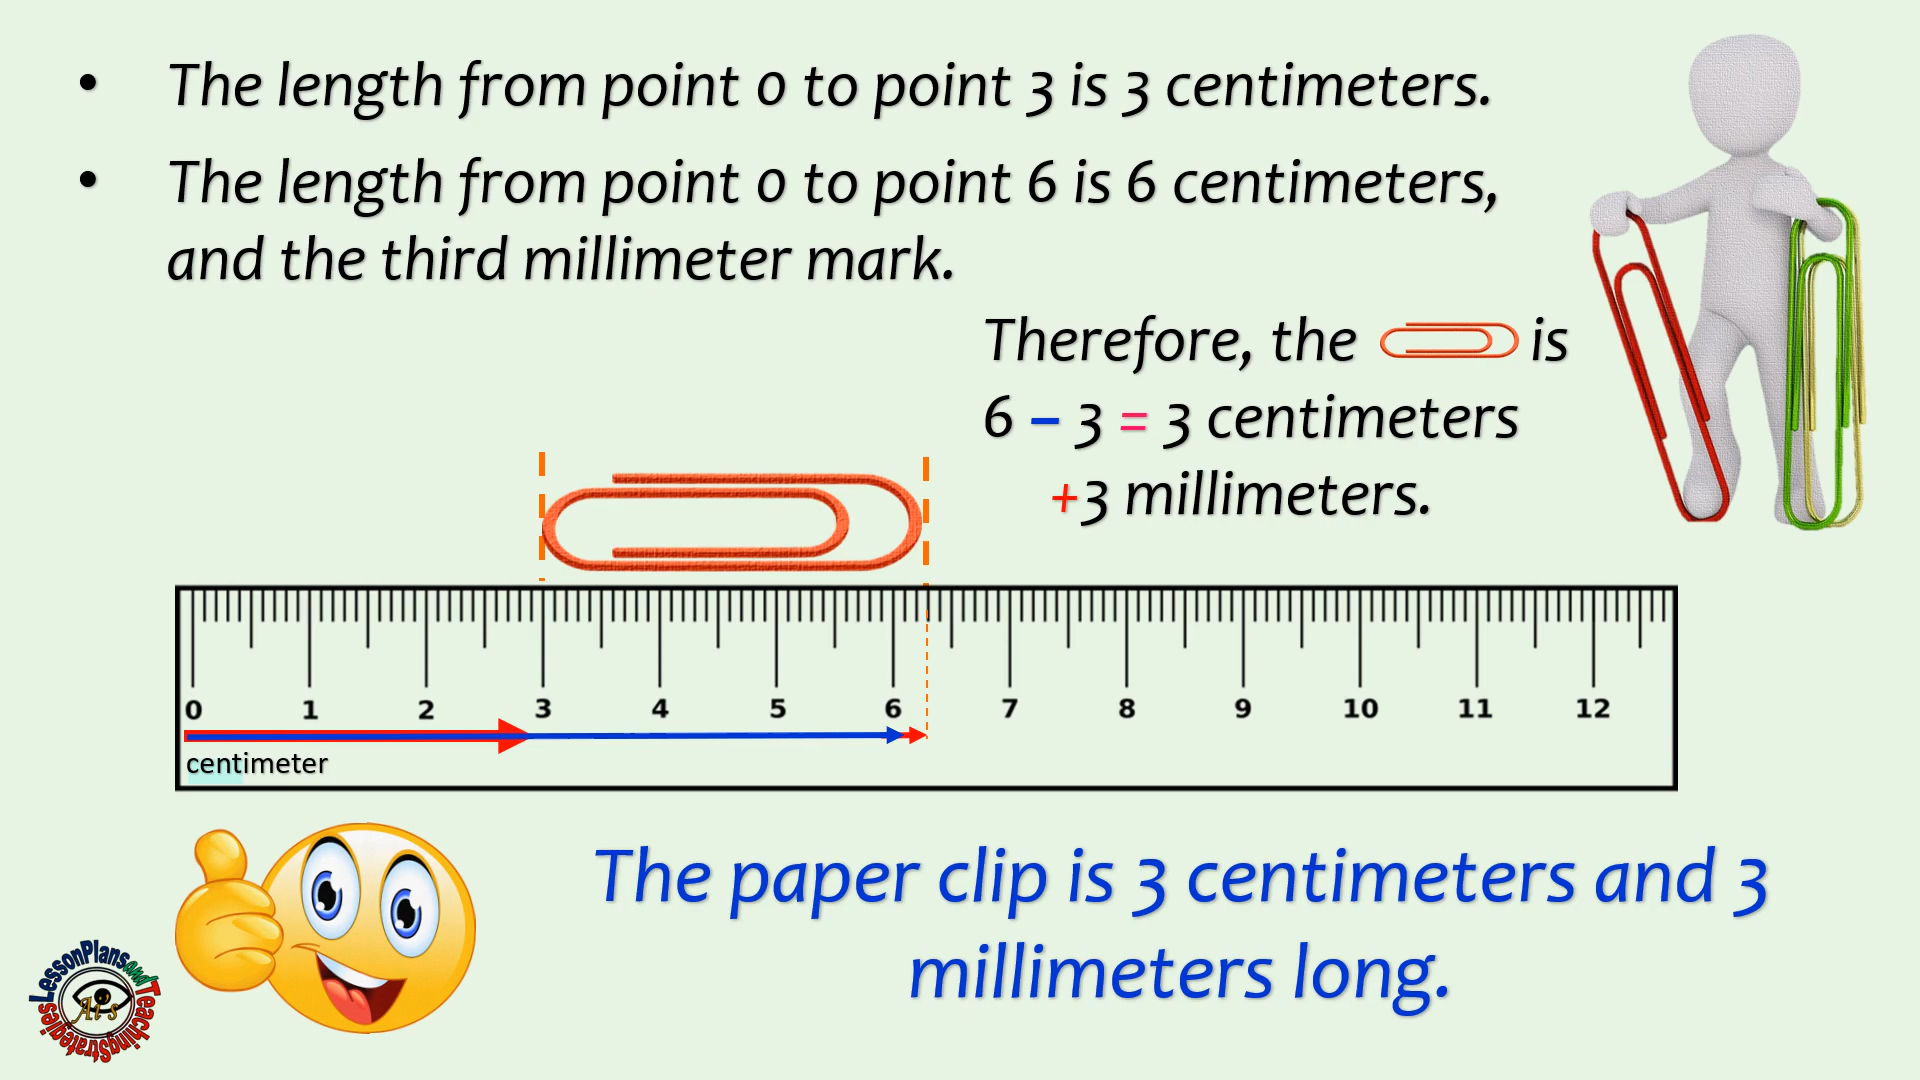 • The length from point 0 to point 3 is 3 centimeters.
• The length from point 0 to point 6 is 6 centimeters,
and the third millimeter mark.
Therefore, the is
6 – 3 = 3 centimeters
+3 millimeters.
0 1 2 3 4 5 6 7 8 9 10 11 12
centimeter
The paper clip is 3 centimeters and 3
millimeters long.
LessonPlansandTeachingStrategies
Ai's